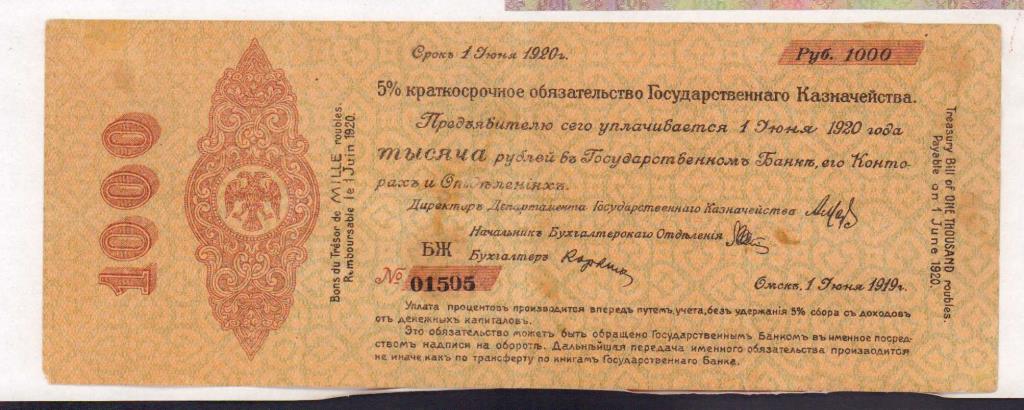 1000
Bons du Trésor de MILLE roubles.
Remboursable le 1 Juin 1920.
Срокъ 1 Июня 1920г.
Руб. 1000
5% краткосрочное обязательство Государственнаго Казначейства.
Предъявителю сего уплачивается 1 Июня 1920 года
тысяча рублей въ Государственномъ Банкѣ, его Конто-
рахъ и Отдѣленіяхъ.
Директоръ Департамента Государственнаго Казначейства
Начальникъ Бухгалтерскаго Отдѣленія
БЖ
Бухгалтеръ
№ 01505
Омскъ, 1 Июня 1919г.
Уплата процентовъ производится впередъ путемъ учета, безъ удержанія 5% сбора съ доходовъ
отъ денежныхъ капиталовъ.
Это обязательство можетъ быть обращено Государственнымъ Банкомъ въ именное посред-
ствомъ надписи на оборотѣ. Дальнѣйшая передача именного обязательства производится
не иначе какъ по трансферту по книгамъ Государственнаго Банка.
Treasury Bill of ONE THOUSAND roubles.
Payable on 1 June 1920.